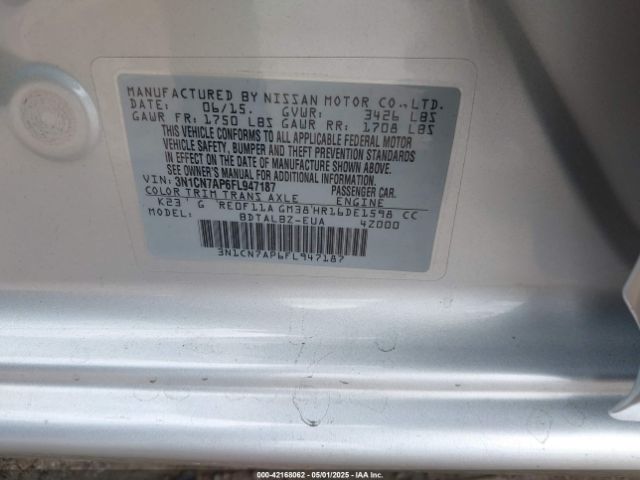 MANUFACTURED BY NISSAN MOTOR CO.,LTD.
DATE: 06/15. GVWR: 3426 LBS
GAWR FR: 1750 LBS GAWR RR: 1708 LBS
THIS VEHICLE CONFORMS TO ALL APPLICABLE FEDERAL MOTOR
VEHICLE SAFETY, BUMPER AND THEFT PREVENTION STANDARDS
IN EFFECT ON THE DATE OF MANUFACTURE SHOWN ABOVE.
SEE OWNER'S MANUAL FOR ADDITIONAL INFORMATION.
VIN: 3N1CN7AP6FL947187 PASSENGER CAR.
COLOR TRIM TRANS AXLE ENGINE
K23 G RE0F11A GM38 HR16DE1598 CC
MODEL: BDTALBZ-EUA 4Z000
3N1CN7AP6FL947187
000-42168062 - 05/01/2025 - IAAI.COM